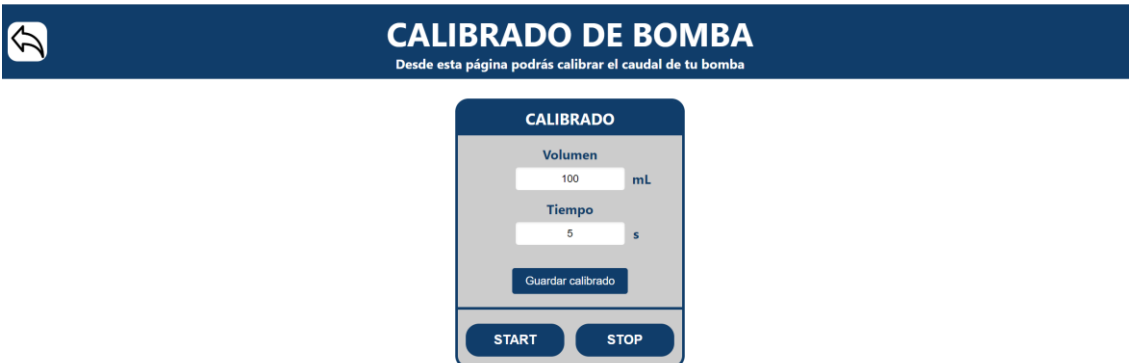 CALIBRADO DE BOMBA
Desde esta página podrás calibrar el caudal de tu bomba
CALIBRADO
Volumen
100 mL
Tiempo
5 s
Guardar calibrado
START STOP